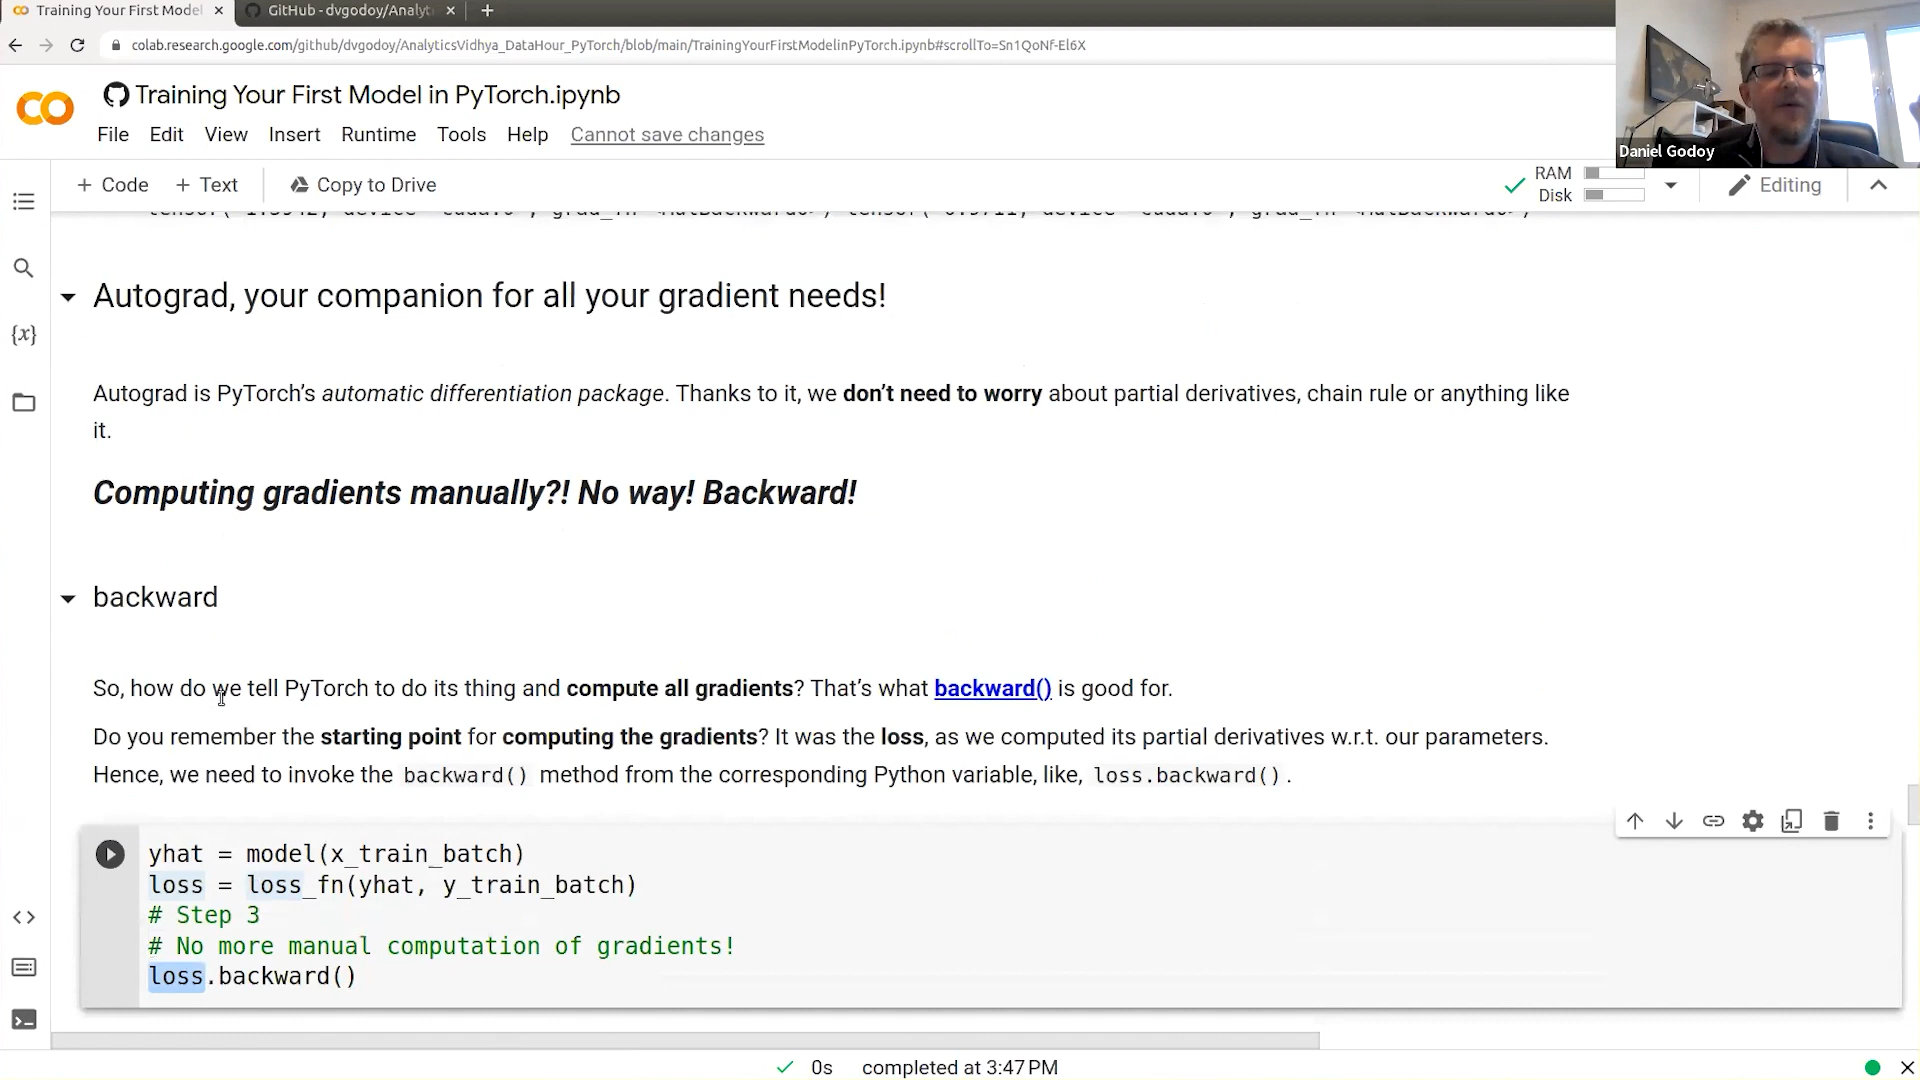 Training Your First Model
GitHub - dvgodoy/Analyt
colab.research.google.com/github/dvgodoy/AnalyticsVidhya_DataHour_PyTorch/blob/main/TrainingYourFirstModelinPyTorch.ipynb#scrollTo=Sn1QoNf-El6X
Training Your First Model in PyTorch.ipynb
File Edit View Insert Runtime Tools Help Cannot save changes
Daniel Godoy
+ Code + Text Copy to Drive
RAM
Disk
Editing
Autograd, your companion for all your gradient needs!
Autograd is PyTorch’s automatic differentiation package. Thanks to it, we don’t need to worry about partial derivatives, chain rule or anything like
it.
Computing gradients manually?! No way! Backward!
backward
So, how do we tell PyTorch to do its thing and compute all gradients? That’s what backward() is good for.
Do you remember the starting point for computing the gradients? It was the loss, as we computed its partial derivatives w.r.t. our parameters.
Hence, we need to invoke the backward() method from the corresponding Python variable, like, loss.backward().
yhat = model(x_train_batch)
loss = loss_fn(yhat, y_train_batch)
# Step 3
# No more manual computation of gradients!
loss.backward()
0s completed at 3:47 PM